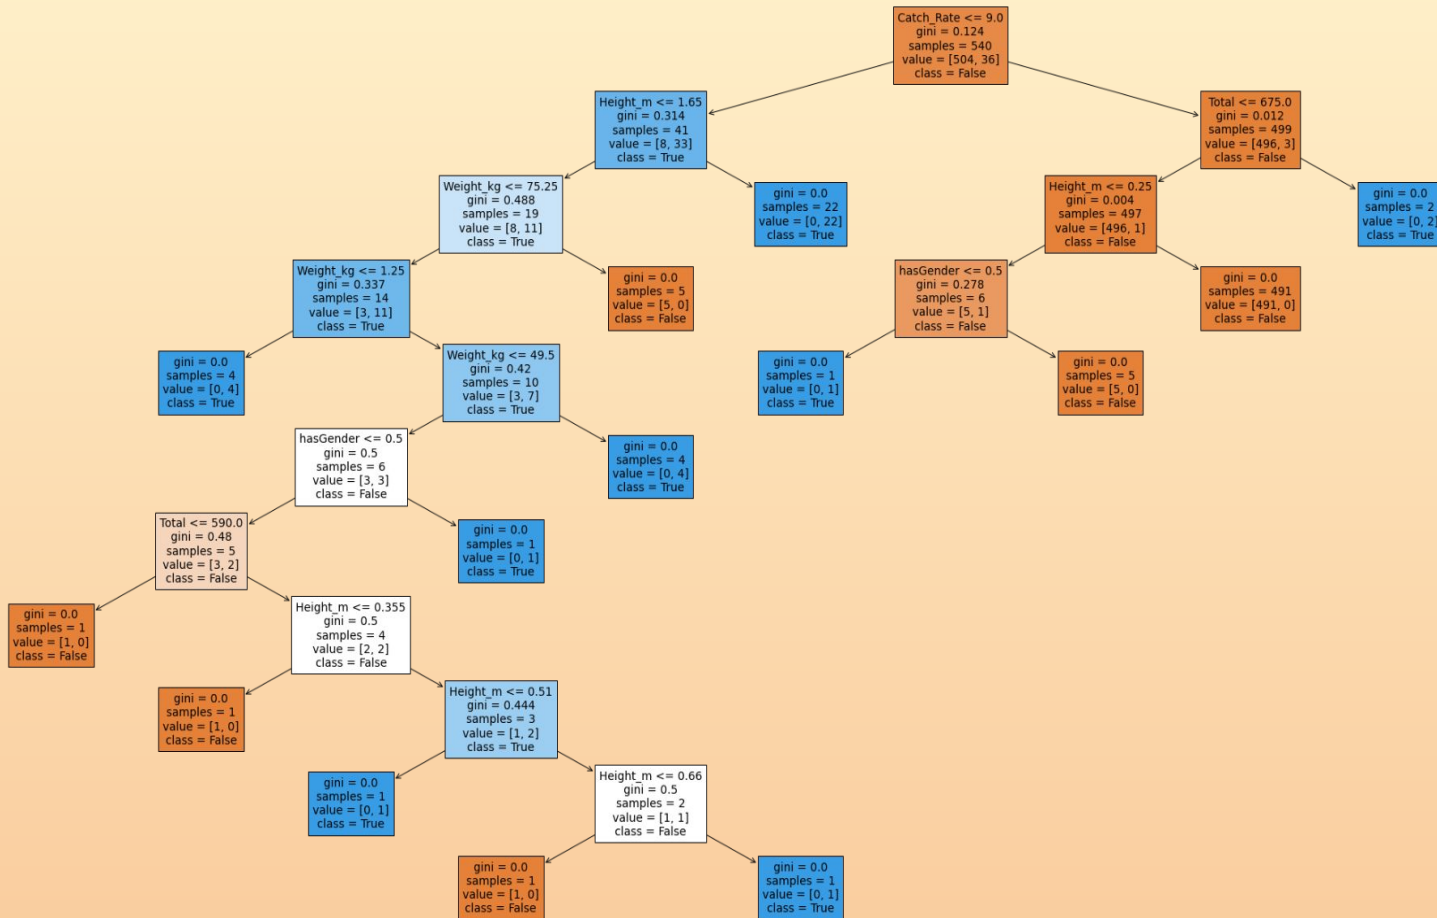 Catch_Rate <= 9.0
gini = 0.124
samples = 540
value = [504, 36]
class = False
Height_m <= 1.65
gini = 0.314
samples = 41
value = [8, 33]
class = True
Total <= 675.0
gini = 0.012
samples = 499
value = [496, 3]
class = False
Weight_kg <= 75.25
gini = 0.488
samples = 19
value = [8, 11]
class = True
gini = 0.0
samples = 22
value = [0, 22]
class = True
Height_m <= 0.25
gini = 0.004
samples = 497
value = [496, 1]
class = False
gini = 0.0
samples = 2
value = [0, 2]
class = True
Weight_kg <= 1.25
gini = 0.337
samples = 14
value = [3, 11]
class = True
gini = 0.0
samples = 5
value = [5, 0]
class = False
hasGender <= 0.5
gini = 0.278
samples = 6
value = [5, 1]
class = False
gini = 0.0
samples = 491
value = [491, 0]
class = False
gini = 0.0
samples = 4
value = [0, 4]
class = True
Weight_kg <= 49.5
gini = 0.42
samples = 10
value = [3, 7]
class = True
gini = 0.0
samples = 1
value = [0, 1]
class = True
gini = 0.0
samples = 5
value = [5, 0]
class = False
hasGender <= 0.5
gini = 0.5
samples = 6
value = [3, 3]
class = False
gini = 0.0
samples = 4
value = [0, 4]
class = True
Total <= 590.0
gini = 0.48
samples = 5
value = [3, 2]
class = False
gini = 0.0
samples = 1
value = [0, 1]
class = True
gini = 0.0
samples = 1
value = [1, 0]
class = False
Height_m <= 0.355
gini = 0.5
samples = 4
value = [2, 2]
class = False
gini = 0.0
samples = 1
value = [1, 0]
class = False
Height_m <= 0.51
gini = 0.444
samples = 3
value = [1, 2]
class = True
gini = 0.0
samples = 1
value = [0, 1]
class = True
Height_m <= 0.66
gini = 0.5
samples = 2
value = [1, 1]
class = False
gini = 0.0
samples = 1
value = [1, 0]
class = False
gini = 0.0
samples = 1
value = [0, 1]
class = True